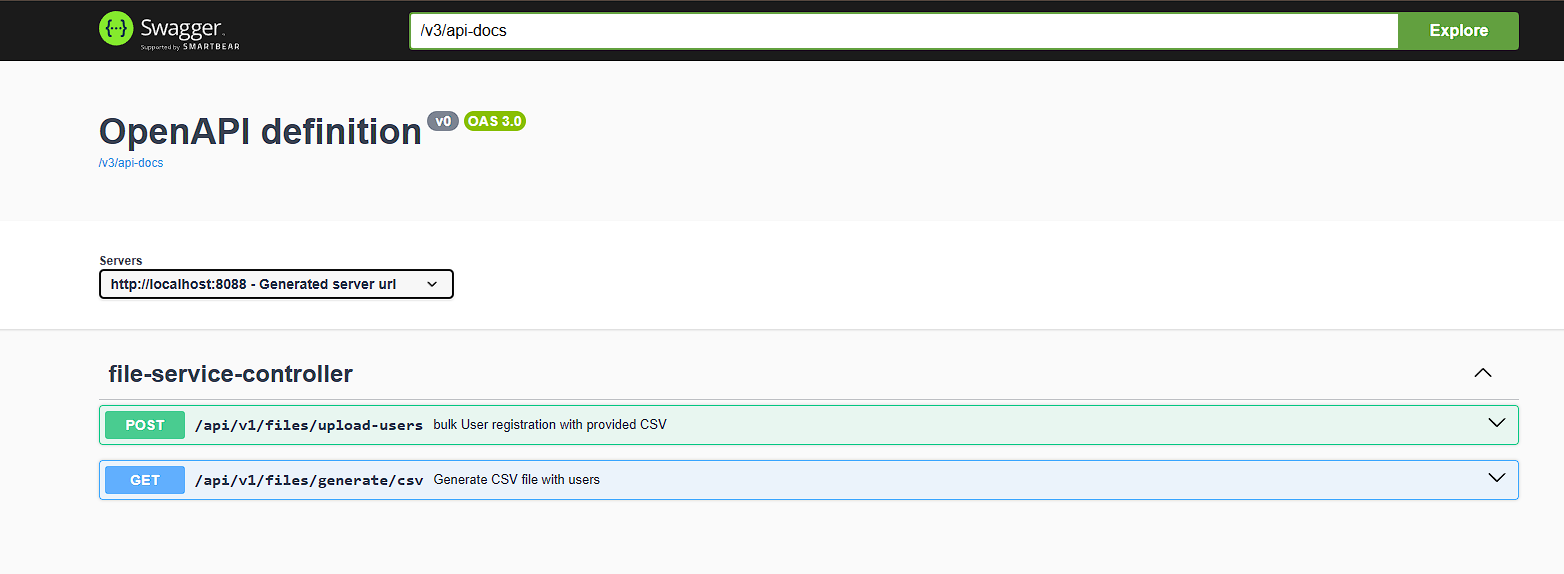 {···} Swagger.
Supported by SMARTBEAR
/v3/api-docs
Explore
OpenAPI definition v0 OAS 3.0
/v3/api-docs
Servers
http://localhost:8088 - Generated server url
file-service-controller
POST /api/v1/files/upload-users bulk User registration with provided CSV
GET /api/v1/files/generate/csv Generate CSV file with users